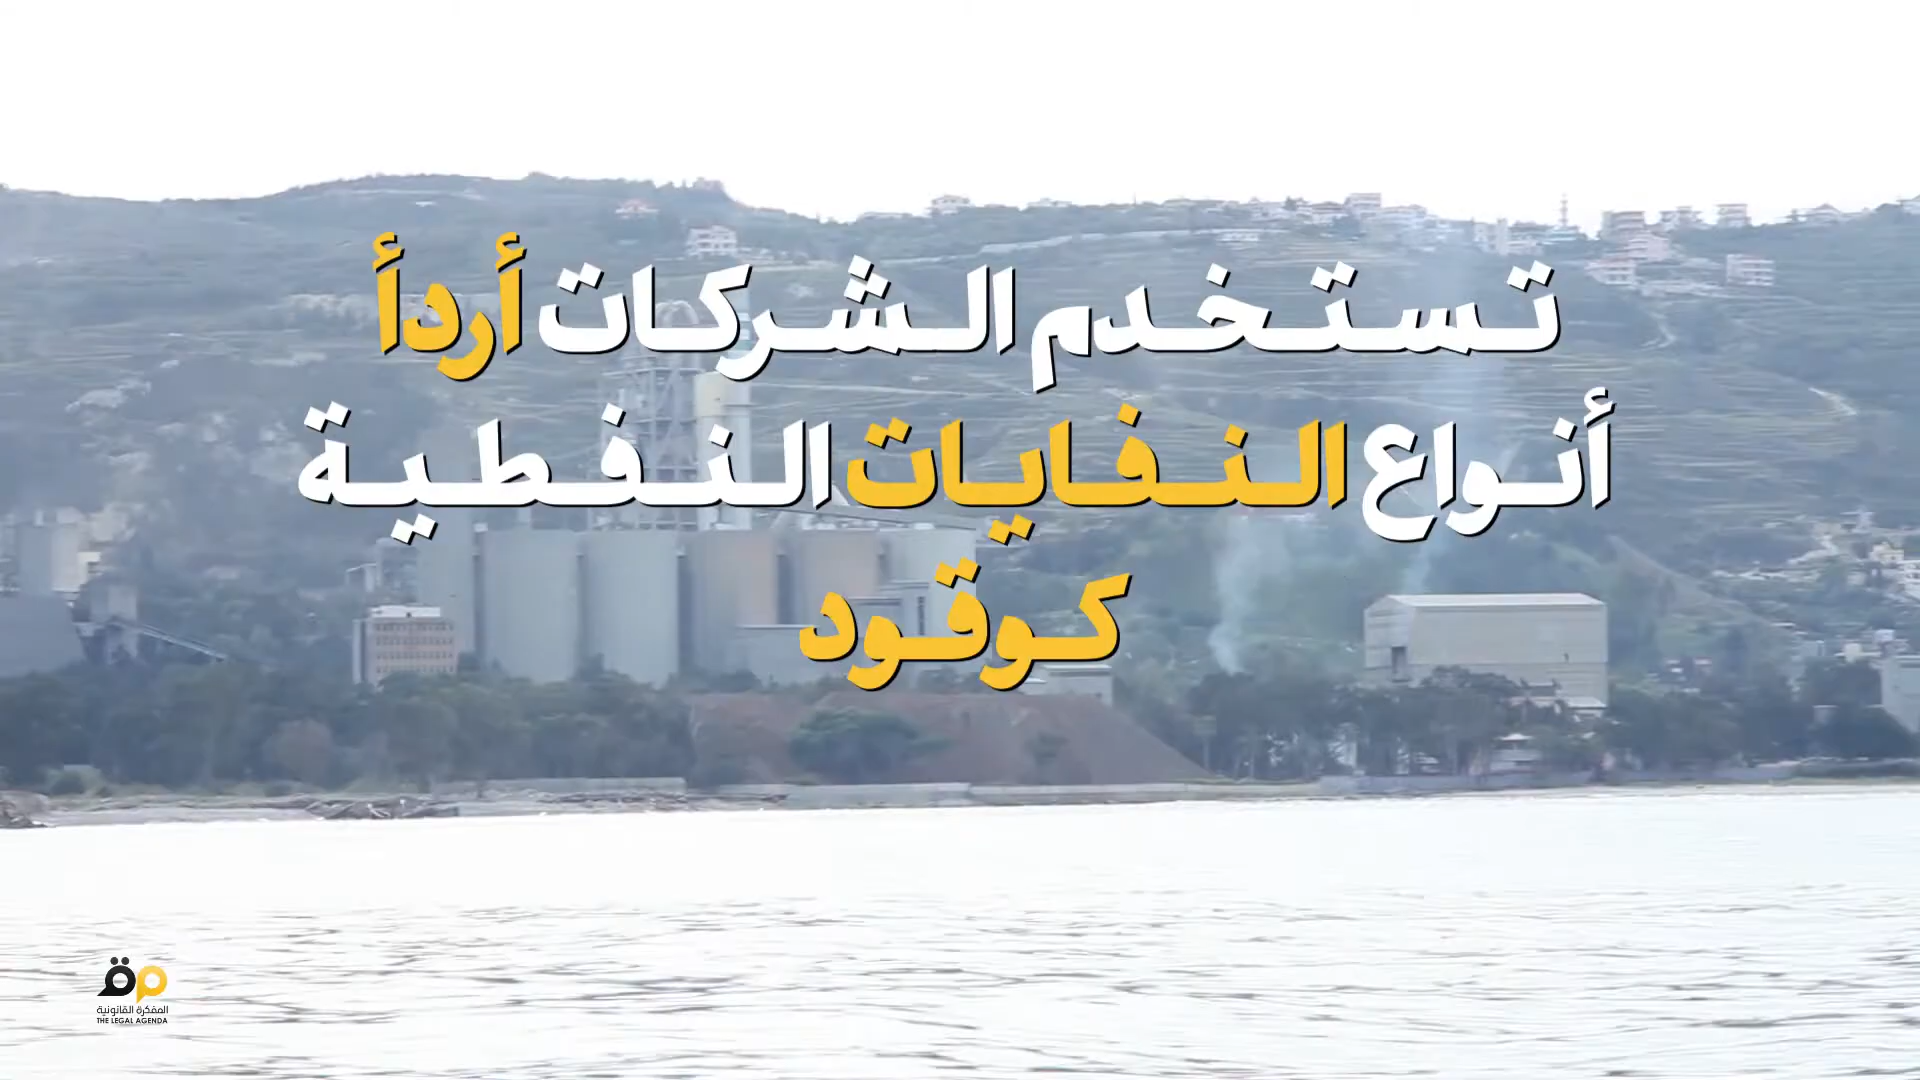 تستخدم الشركات أردأ
أنواع النفايات النفطية
كوقود
المفكرة القانونية
THE LEGAL AGENDA